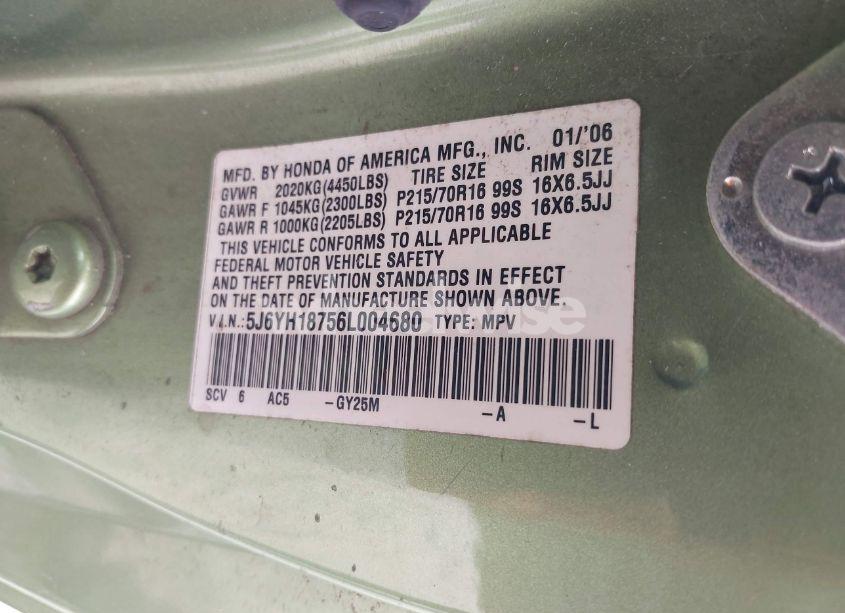 MFD. BY HONDA OF AMERICA MFG., INC. 01/'06
GVWR 2020KG(4450LBS) TIRE SIZE RIM SIZE
GAWR F 1045KG(2300LBS) P215/70R16 99S 16X6.5JJ
GAWR R 1000KG(2205LBS) P215/70R16 99S 16X6.5JJ
THIS VEHICLE CONFORMS TO ALL APPLICABLE
FEDERAL MOTOR VEHICLE SAFETY
AND THEFT PREVENTION STANDARDS IN EFFECT
ON THE DATE OF MANUFACTURE SHOWN ABOVE.
V.I.N.: 5J6YH18756L004680 TYPE: MPV
SCV 6 AC5 -GY25M -A -L